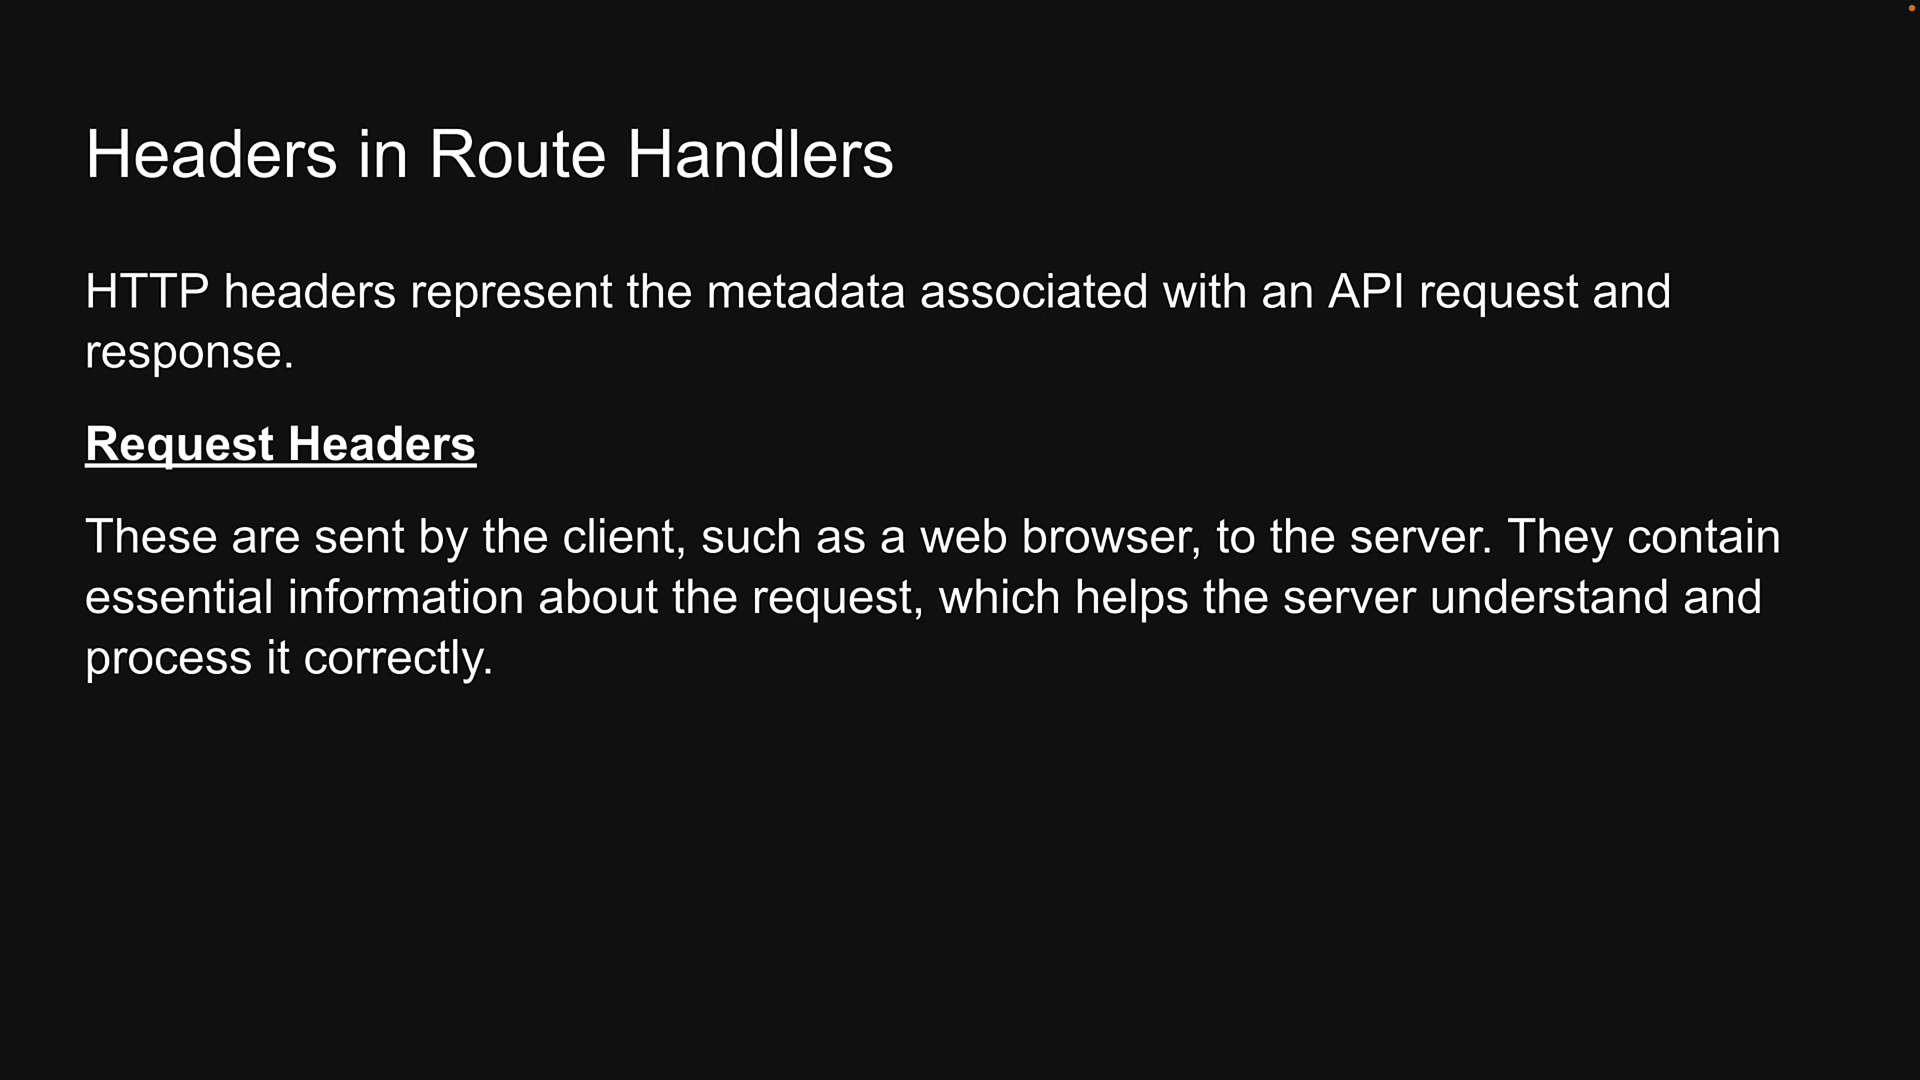 Headers in Route Handlers
HTTP headers represent the metadata associated with an API request and
response.
Request Headers
These are sent by the client, such as a web browser, to the server. They contain
essential information about the request, which helps the server understand and
process it correctly.